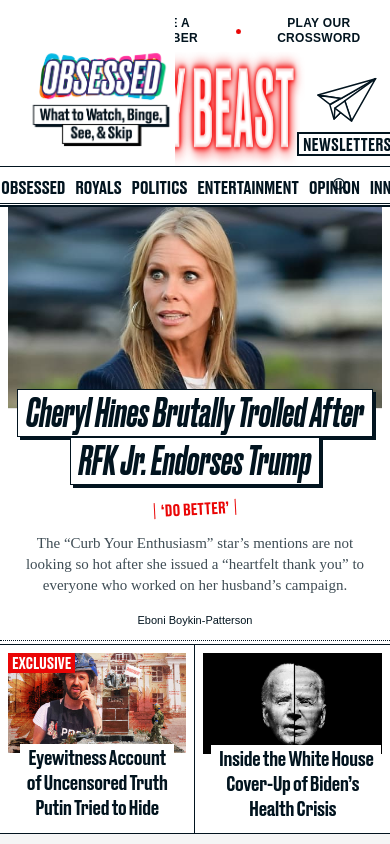 E A
BER
PLAY OUR
CROSSWORD
OBSESSED
What to Watch, Binge,
See, & Skip
Y BEAST
NEWSLETTERS
OBSESSED ROYALS POLITICS ENTERTAINMENT OPINION INN
Cheryl Hines Brutally Trolled After
RFK Jr. Endorses Trump
‘DO BETTER’
The “Curb Your Enthusiasm” star’s mentions are not
looking so hot after she issued a “heartfelt thank you” to
everyone who worked on her husband’s campaign.
Eboni Boykin-Patterson
EXCLUSIVE
PRE
Eyewitness Account
of Uncensored Truth
Putin Tried to Hide
Inside the White House
Cover-Up of Biden’s
Health Crisis